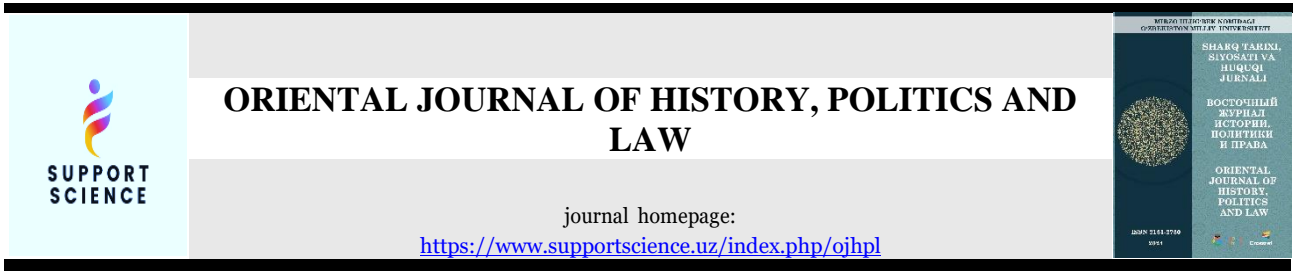 SUPPORT
SCIENCE
ORIENTAL JOURNAL OF HISTORY, POLITICS AND
LAW
journal homepage:
https://www.supportscience.uz/index.php/ojhpl
SHARQ TARIXI,
SIYOSATI VA
HUQUQI
JURNALI
ВОСТОЧНЫЙ
ЖУРНАЛ
ИСТОРИИ,
ПОЛИТИКИ
И ПРАВА
ORIENTAL
JOURNAL OF
HISTORY,
POLITICS
AND LAW
Crossref